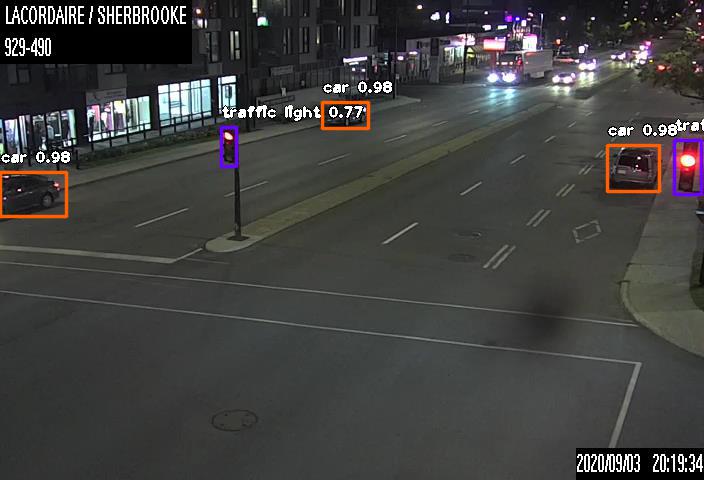 LACORDAIRE / SHERBROOKE
929-490
car 0.98
traffic light 0.77
car 0.98
car 0.98
traf
2020/09/03 20:19:34